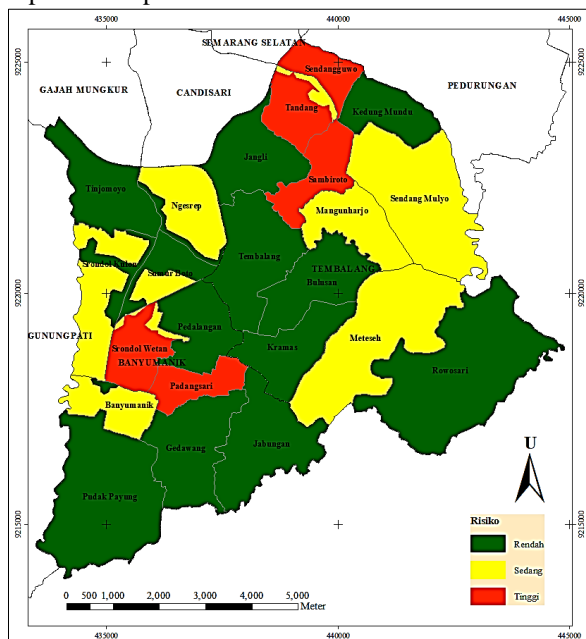 435000
440000
445000
9225000
9225000
SEMARANG SELATAN
Sendangguwo
GAJAH MUNGKUR
CANDISARI
PEDURUNGAN
Tandang
Kedung Mundu
Jangli
Tinjomoyo
Sambiroto
Ngesrep
Sendang Mulyo
Mangunharjo
Srondol Kulon
Tembalang
Sumur Boto
TEMBALANG
Bulusan
9220000
9220000
GUNUNGPATI
Pedalangan
Srondol Wetan
Kramas
Meteseh
BANYUMANIK
Rowosari
Padangsari
Banyumanik
Gedawang
Jabungan
U
Pudak Payung
9215000
9215000
Risiko
Rendah
Sedang
Tinggi
0 500 1,000 2,000 3,000 4,000 5,000
Meter
435000
440000
445000